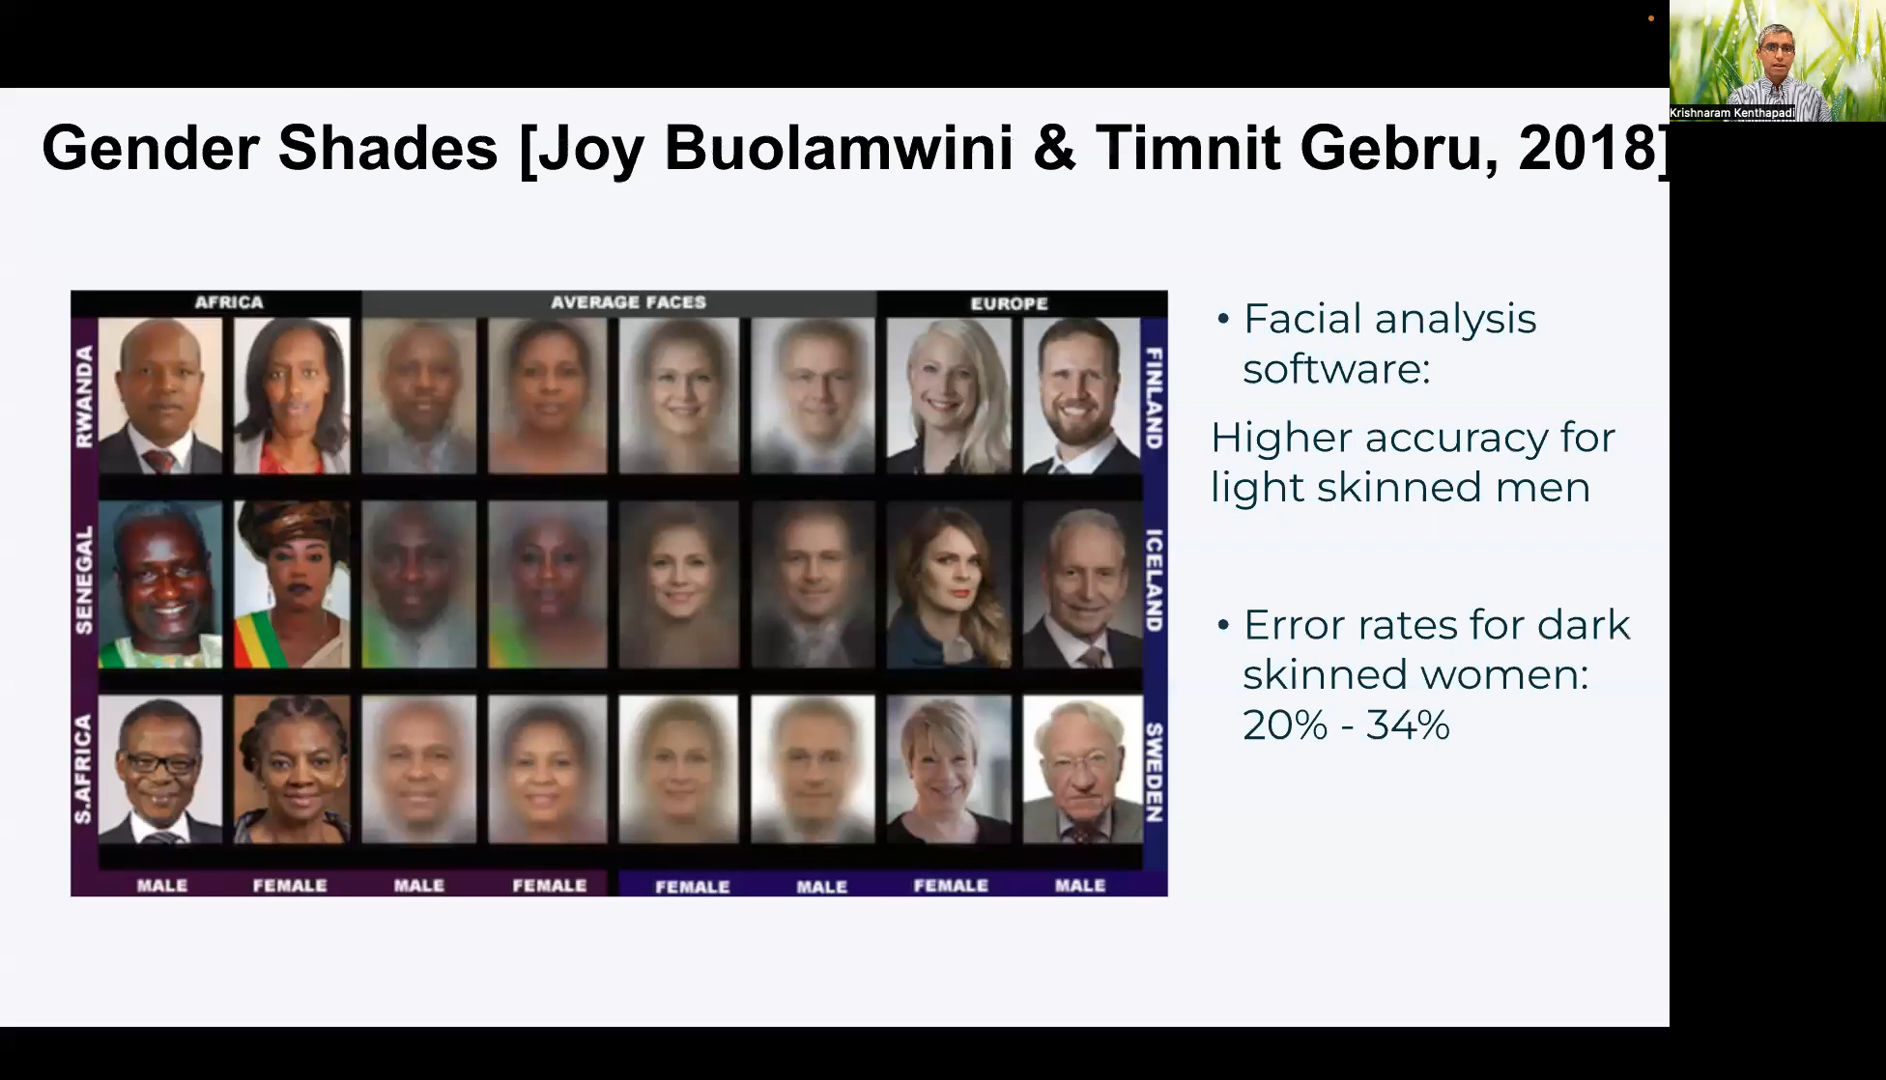 Krishnaram Kenthapadi
Gender Shades [Joy Buolamwini & Timnit Gebru, 2018]
AFRICA
AVERAGE FACES
EUROPE
RWANDA
FINLAND
SENEGAL
ICELAND
S.AFRICA
SWEDEN
MALE
FEMALE
MALE
FEMALE
FEMALE
MALE
FEMALE
MALE
• Facial analysis
software:
Higher accuracy for
light skinned men
• Error rates for dark
skinned women:
20% - 34%